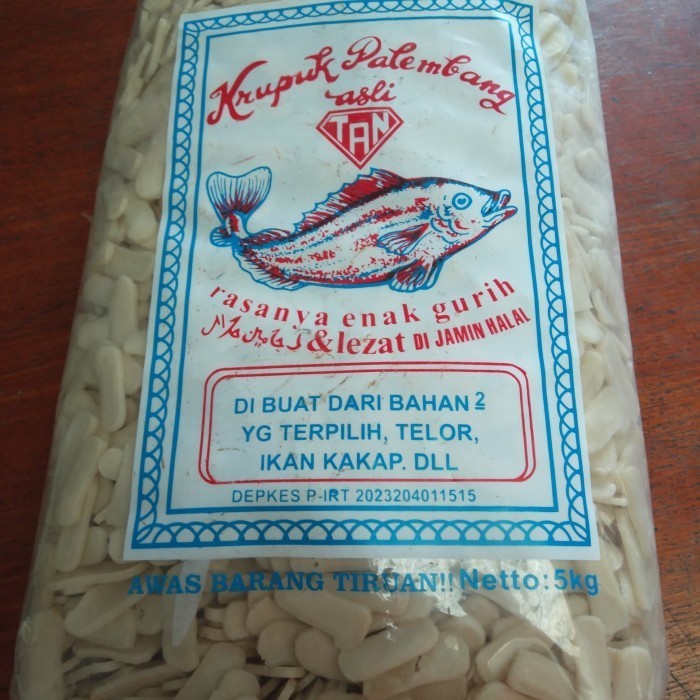 Krupuk Palembang
asli
TAN
rasanya enak gurih
&lezat DI JAMIN HALAL
DI BUAT DARI BAHAN 2
YG TERPILIH, TELOR,
IKAN KAKAP. DLL
DEPKES P-IRT 2023204011515
AWAS BARANG TIRUAN!! Netto: 5kg